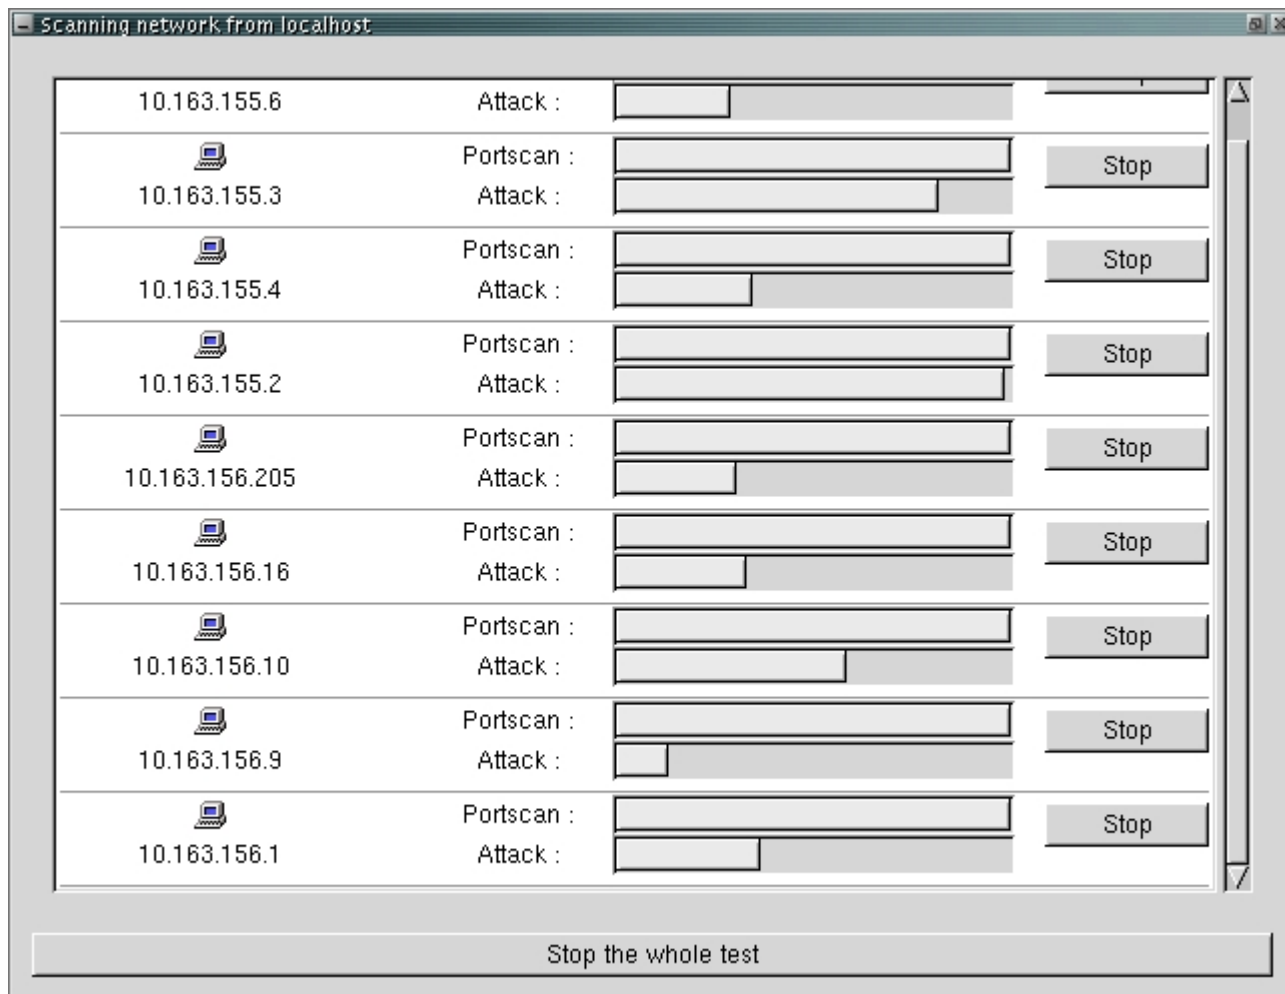 Scanning network from localhost
10.163.155.6 Attack :
Portscan :
10.163.155.3 Attack : Stop
Portscan :
10.163.155.4 Attack : Stop
Portscan :
10.163.155.2 Attack : Stop
Portscan :
10.163.156.205 Attack : Stop
Portscan :
10.163.156.16 Attack : Stop
Portscan :
10.163.156.10 Attack : Stop
Portscan :
10.163.156.9 Attack : Stop
Portscan :
10.163.156.1 Attack : Stop
Stop the whole test